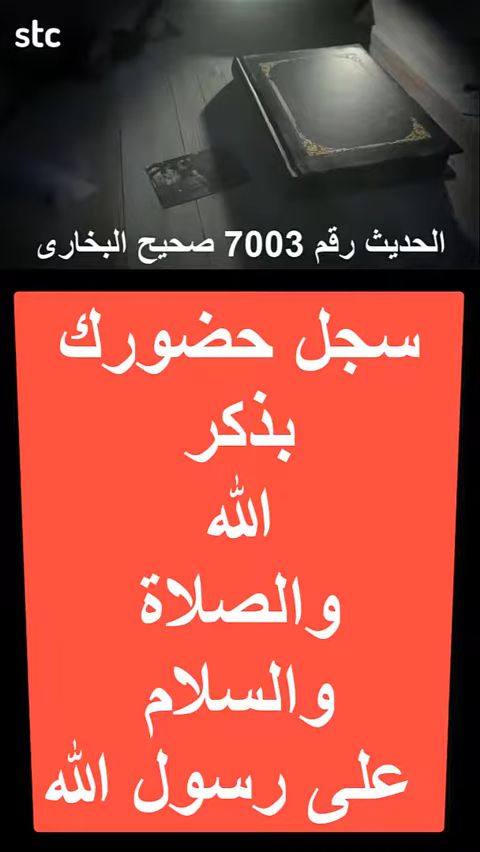 stc
الحديث رقم 7003 صحيح البخارى
سجل حضورك
بذكر
الله
والصلاة
والسلام
على رسول الله